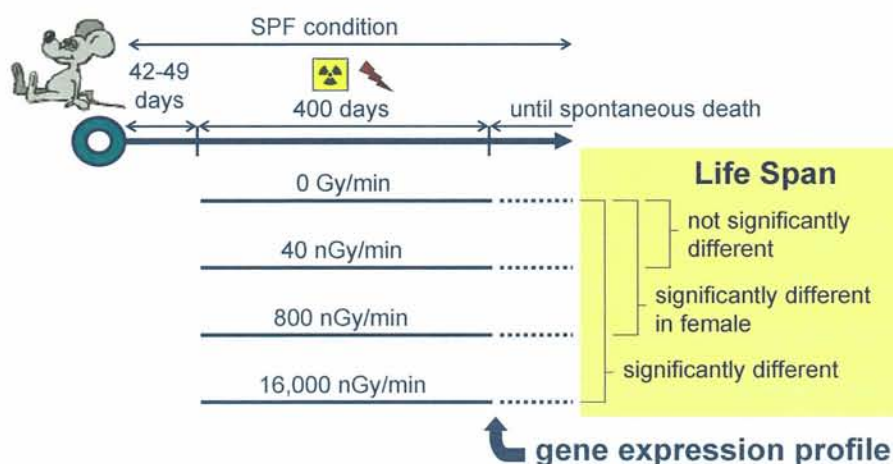 SPF condition
42-49
days
400 days
until spontaneous death
0 Gy/min
40 nGy/min
800 nGy/min
16,000 nGy/min
Life Span
not significantly
different
significantly different
in female
significantly different
gene expression profile